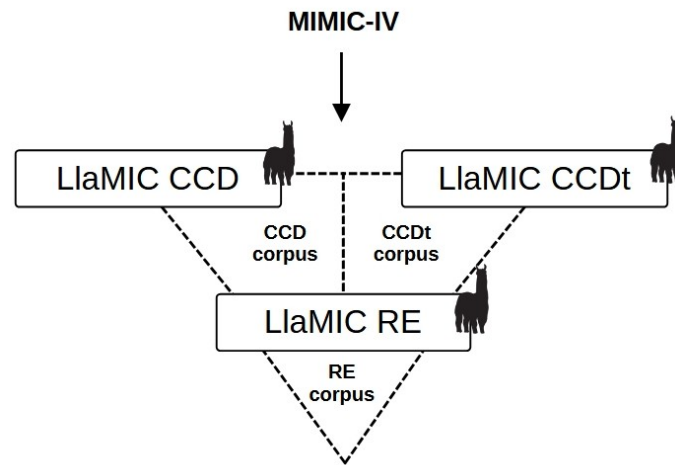 MIMIC-IV
LlaMIC CCD
LlaMIC CCDt
CCD
corpus
CCDt
corpus
LlaMIC RE
RE
corpus